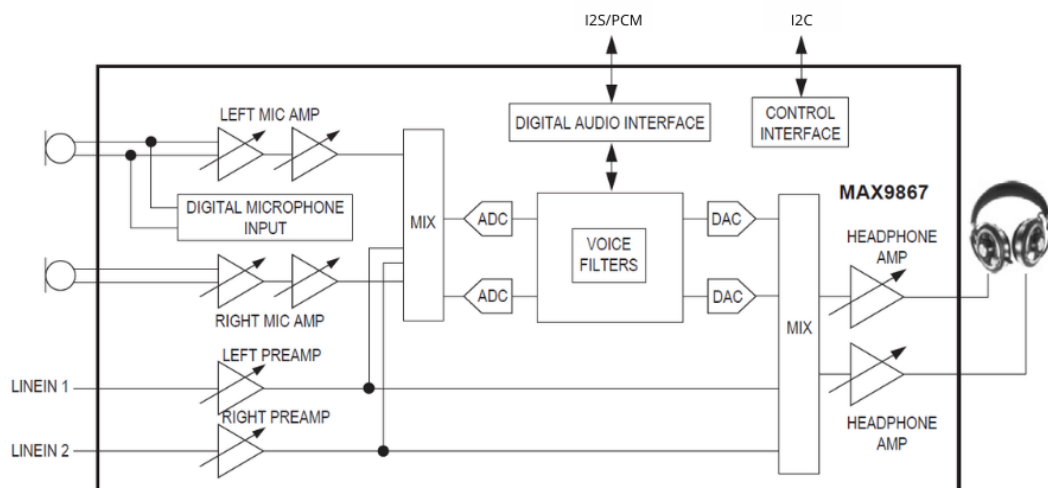 I2S/PCM
I2C
LEFT MIC AMP
DIGITAL AUDIO INTERFACE
CONTROL
INTERFACE
MAX9867
DIGITAL MICROPHONE
INPUT
MIX
ADC
DAC
VOICE
FILTERS
HEADPHONE
AMP
ADC
DAC
RIGHT MIC AMP
MIX
LEFT PREAMP
LINEIN 1
RIGHT PREAMP
HEADPHONE
AMP
LINEIN 2